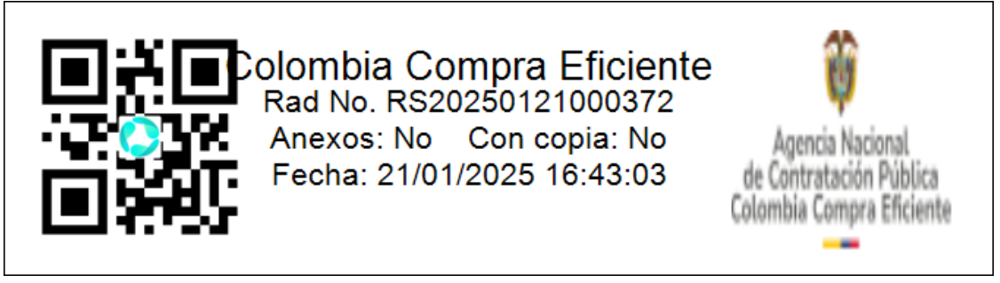 Colombia Compra Eficiente
Rad No. RS20250121000372
Anexos: No Con copia: No
Fecha: 21/01/2025 16:43:03
Agencia Nacional
de Contratación Pública
Colombia Compra Eficiente